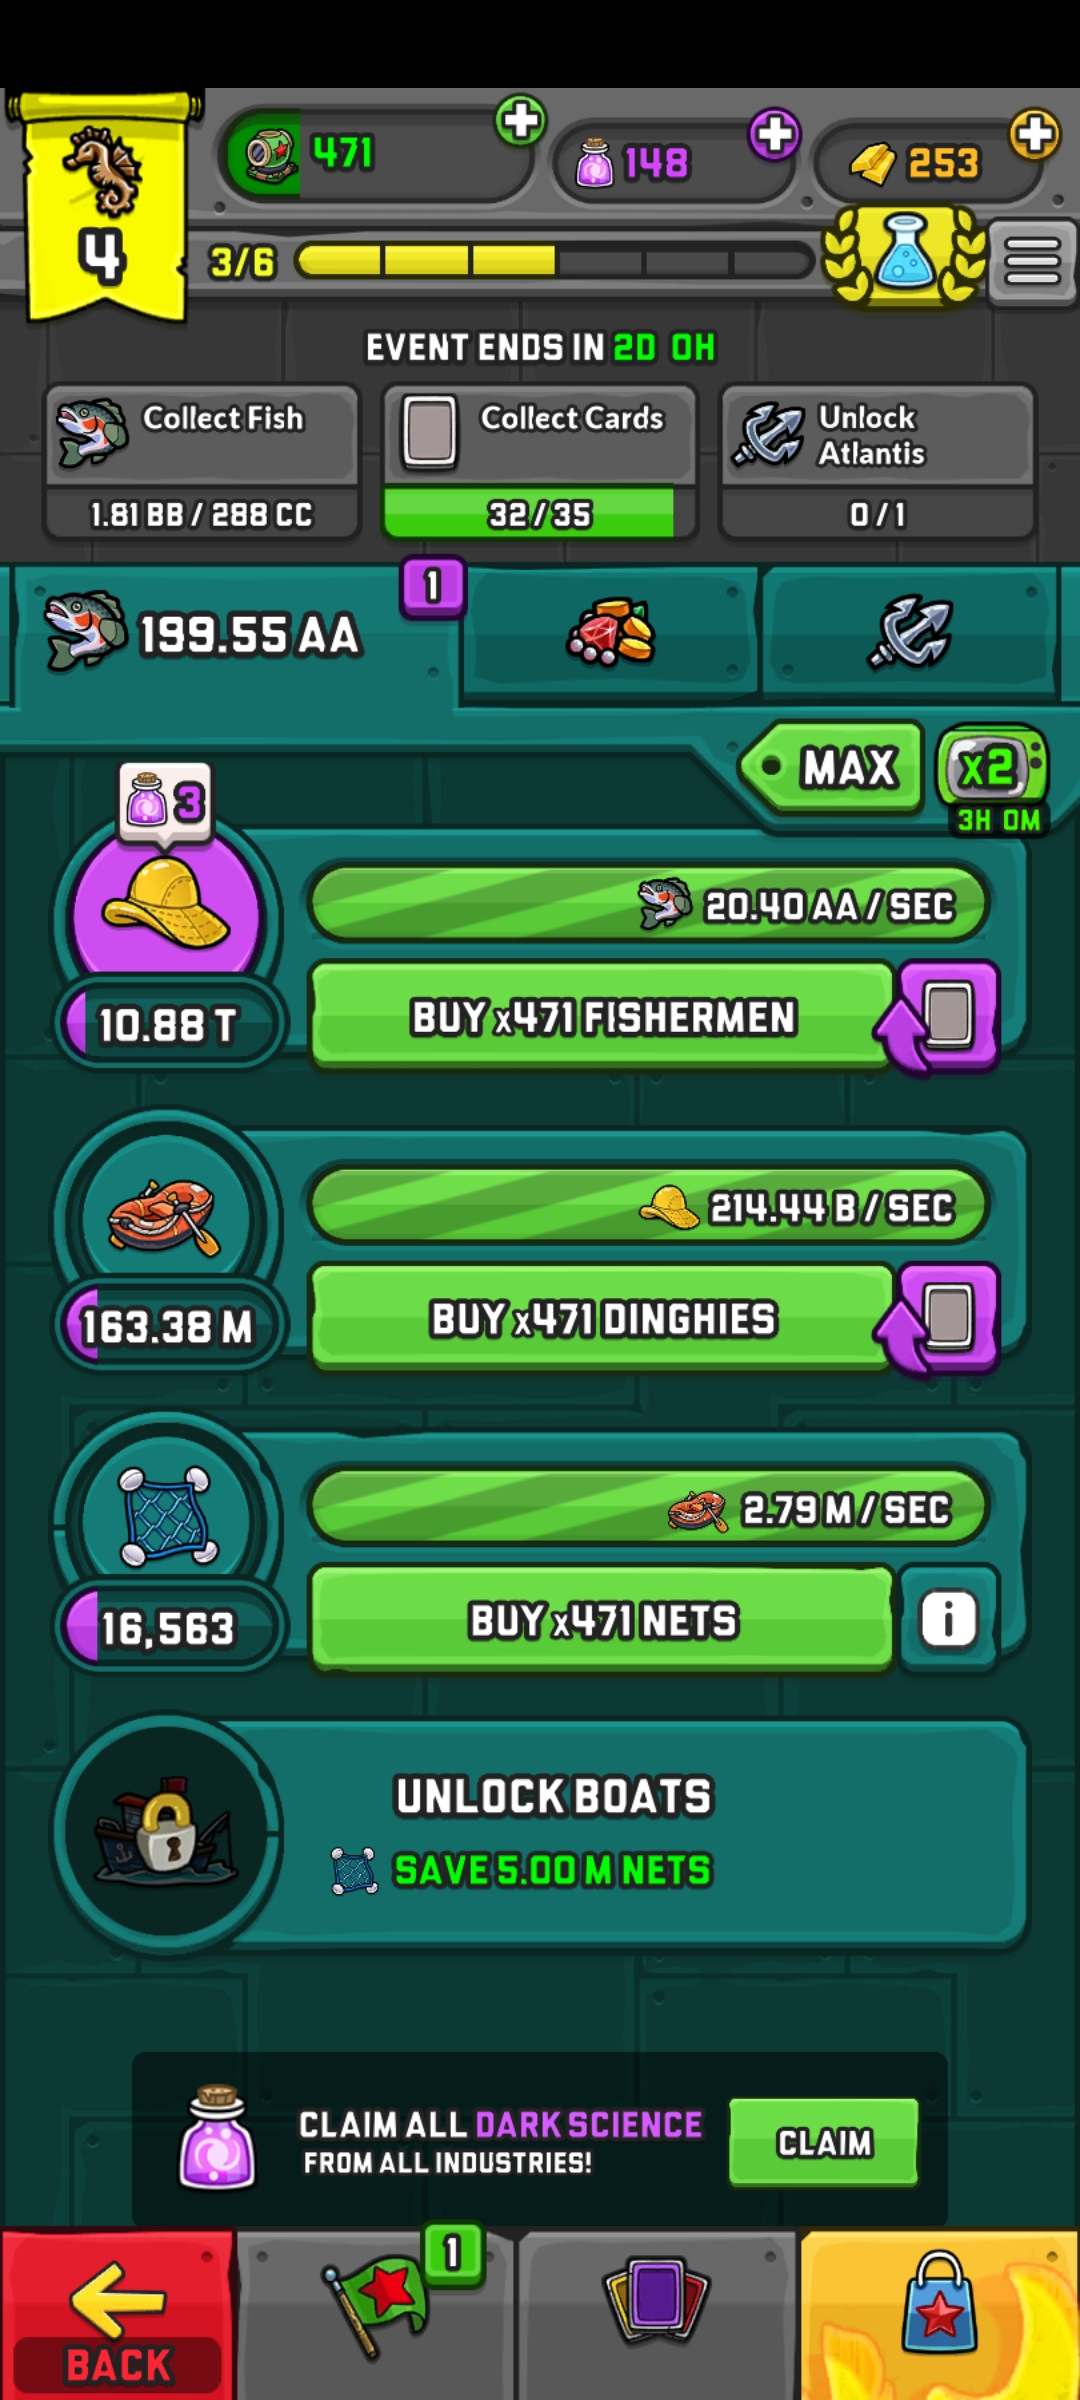 471
148
253
4
3/6
EVENT ENDS IN 2D 0H
Collect Fish
1.81 BB / 288 CC
Collect Cards
32/35
Unlock
Atlantis
0/1
199.55 AA
1
MAX
x2
3H 0M
3
20.40 AA / SEC
10.88 T
BUY x471 FISHERMEN
214.44 B / SEC
163.38 M
BUY x471 DINGHIES
2.79 M / SEC
16,563
BUY x471 NETS
i
UNLOCK BOATS
SAVE 5.00 M NETS
CLAIM ALL DARK SCIENCE
FROM ALL INDUSTRIES!
CLAIM
1
BACK